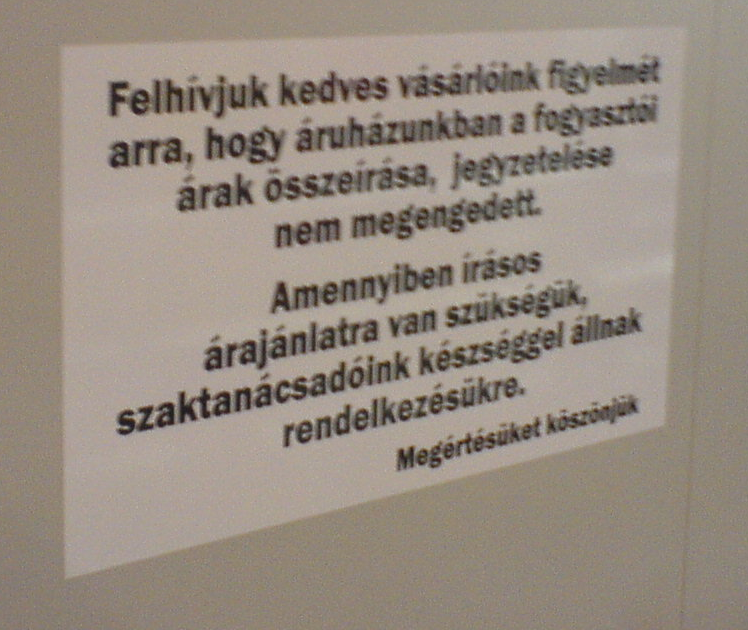 Felhívjuk kedves vásárlóink figyelmét
arra, hogy áruházunkban a fogyasztói
árak összeírása, jegyzetelése
nem megengedett.
Amennyiben írásos
árajánlatra van szükségük,
szaktanácsadóink készséggel állnak
rendelkezésükre.
Megértésüket köszönjük